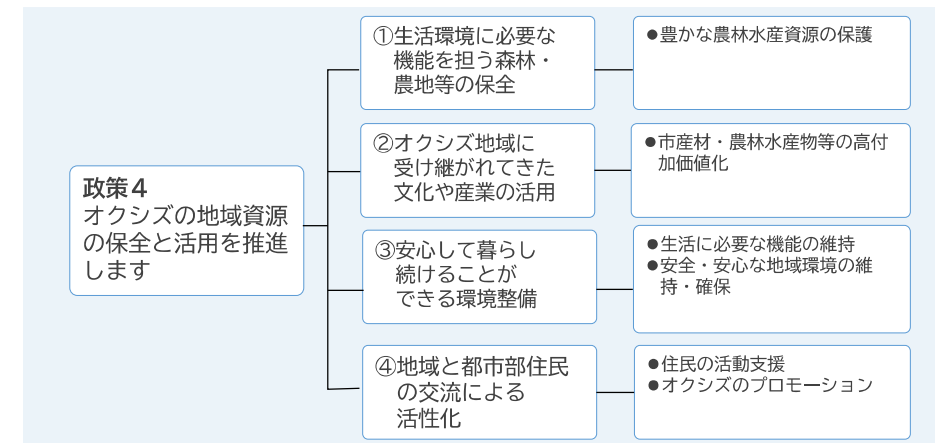 政策４
オクシズの地域資源
の保全と活用を推進
します
①生活環境に必要な
機能を担う森林・
農地等の保全
●豊かな農林水産資源の保護
②オクシズ地域に
受け継がれてきた
文化や産業の活用
●市産材・農林水産物等の高付
加価値化
③安心して暮らし
続けることが
できる環境整備
●生活に必要な機能の維持
●安全・安心な地域環境の維
持・確保
④地域と都市部住民
の交流による
活性化
●住民の活動支援
●オクシズのプロモーション